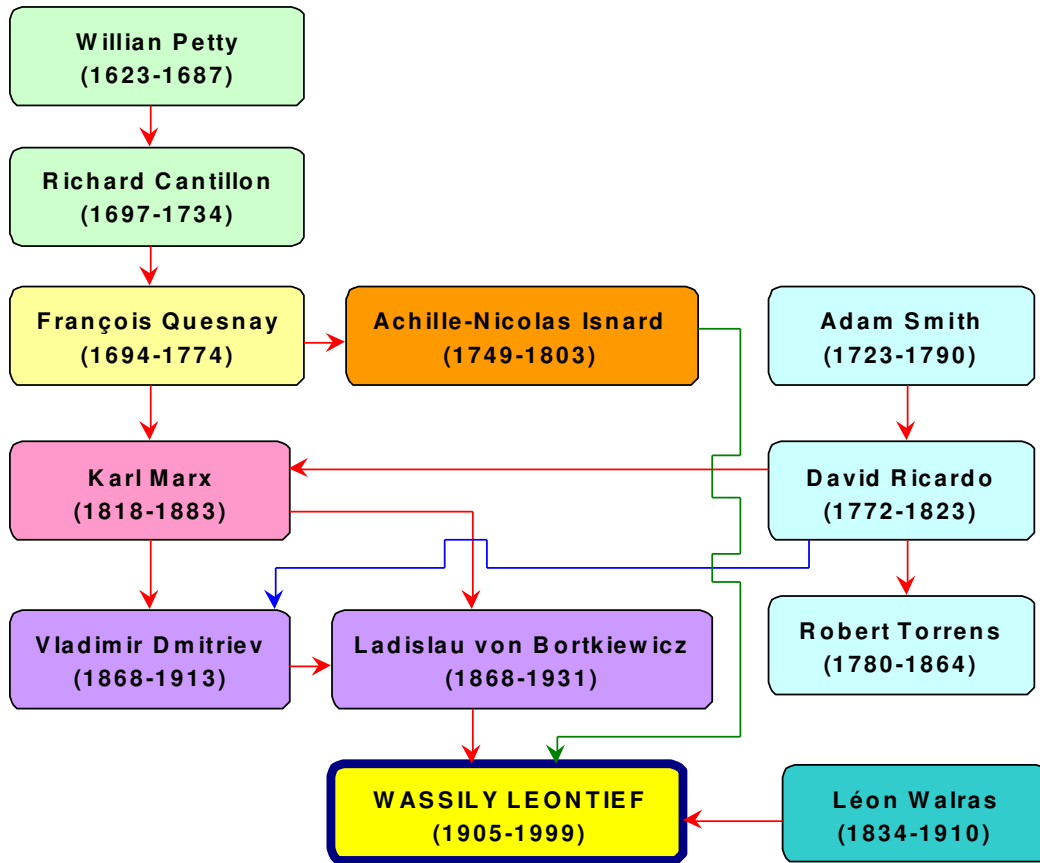 Willian Petty
(1623-1687)
Richard Cantillon
(1697-1734)
François Quesnay
(1694-1774)
Achille-Nicolas Isnard
(1749-1803)
Adam Smith
(1723-1790)
Karl Marx
(1818-1883)
David Ricardo
(1772-1823)
Vladimir Dmitriev
(1868-1913)
Ladislau von Bortkiewicz
(1868-1931)
Robert Torrens
(1780-1864)
WASSILY LEONTIEF
(1905-1999)
Léon Walras
(1834-1910)